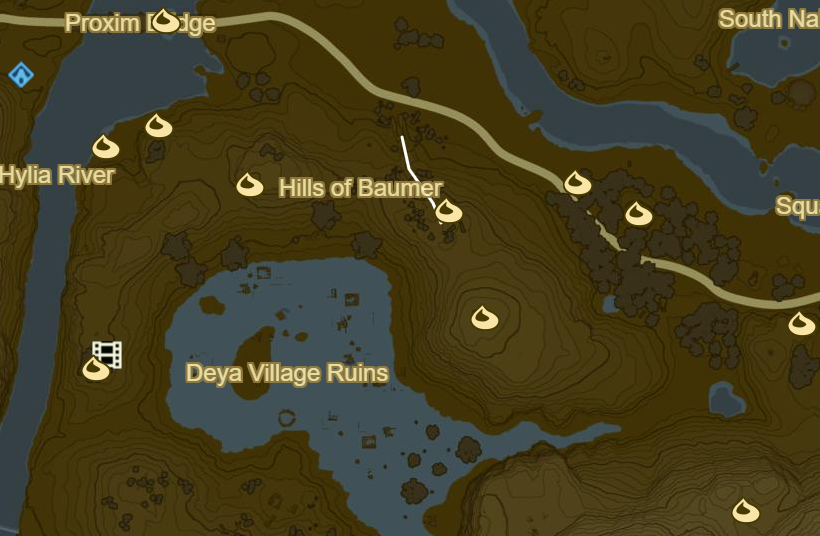 Proxim Bridge
South Na
Hylia River
Hills of Baumer
Squ
Deya Village Ruins